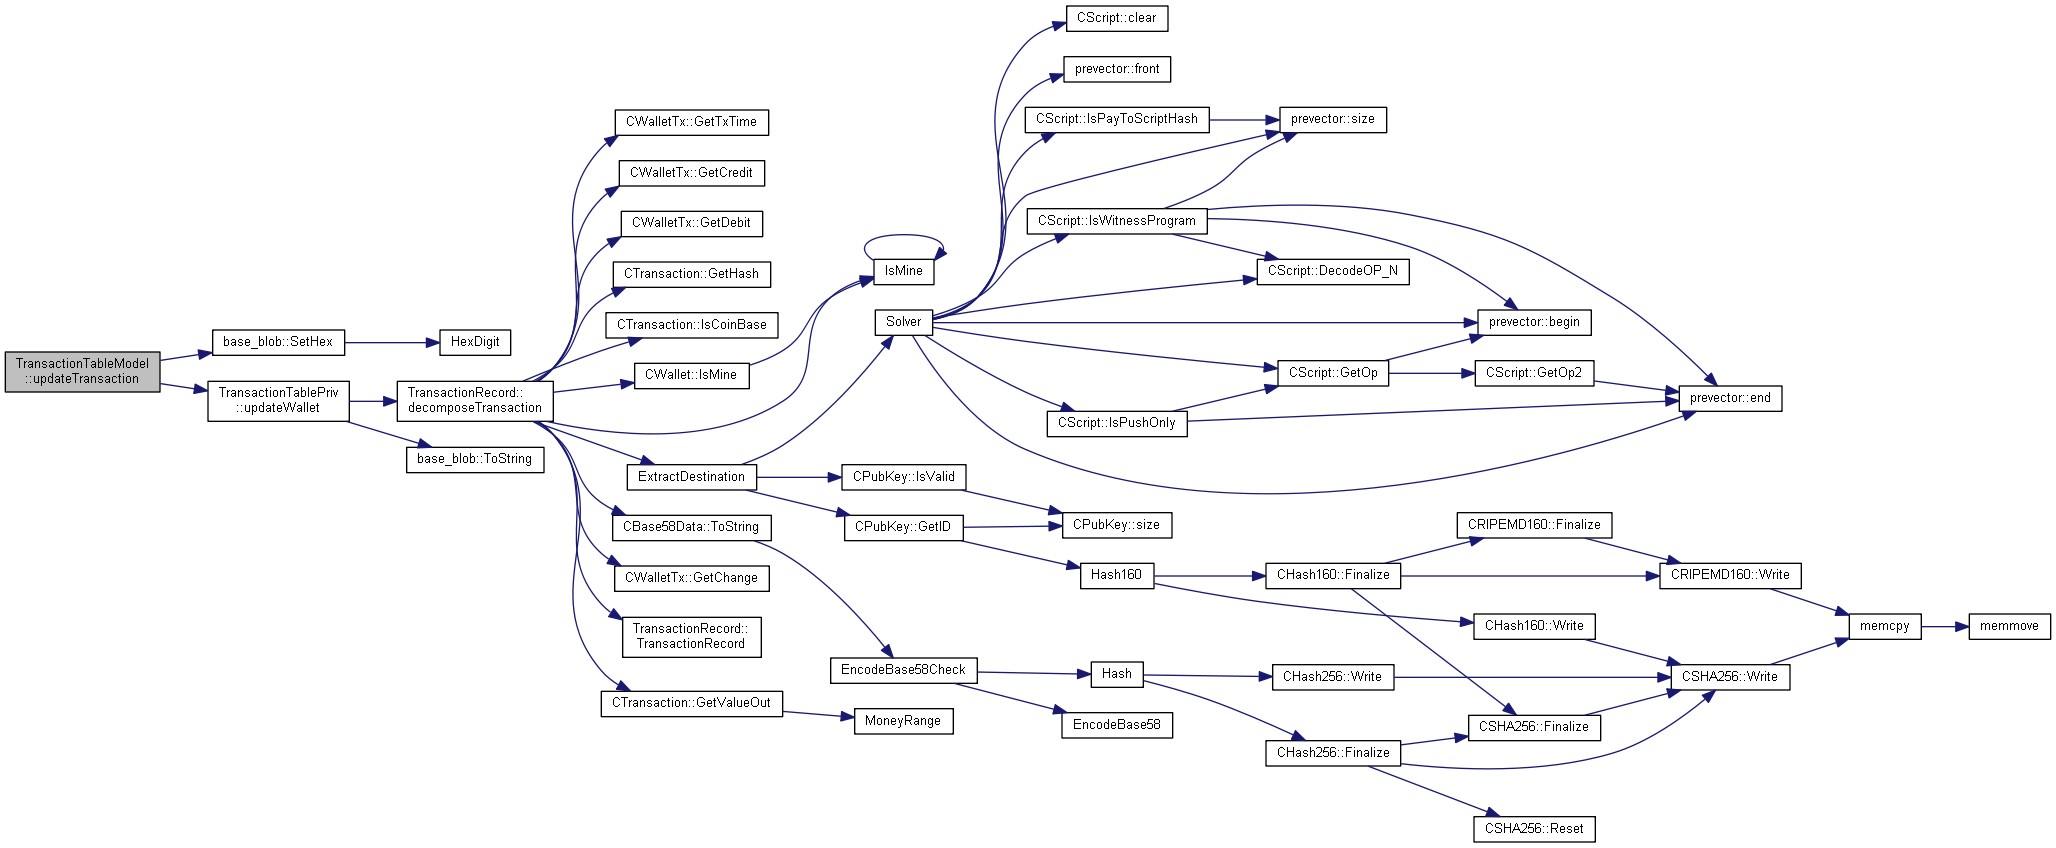 CScript::clear
prevector::front
CWalletTx::GetTxTime
CScript::IsPayToScriptHash
prevector::size
CWalletTx::GetCredit
CWalletTx::GetDebit
CScript::IsWitnessProgram
CTransaction::GetHash
IsMine
CScript::DecodeOP_N
CTransaction::IsCoinBase
Solver
prevector::begin
base_blob::SetHex
HexDigit
TransactionTableModel
::updateTransaction
CWallet::IsMine
CScript::GetOp
CScript::GetOp2
TransactionTablePriv
::updateWallet
TransactionRecord::
decomposeTransaction
prevector::end
CScript::IsPushOnly
base_blob::ToString
ExtractDestination
CPubKey::IsValid
CBase58Data::ToString
CPubKey::GetID
CPubKey::size
CRIPEMD160::Finalize
CWalletTx::GetChange
Hash160
CHash160::Finalize
CRIPEMD160::Write
TransactionRecord::
TransactionRecord
CHash160::Write
memcpy
memmove
EncodeBase58Check
Hash
CHash256::Write
CSHA256::Write
CTransaction::GetValueOut
MoneyRange
EncodeBase58
CSHA256::Finalize
CHash256::Finalize
CSHA256::Reset